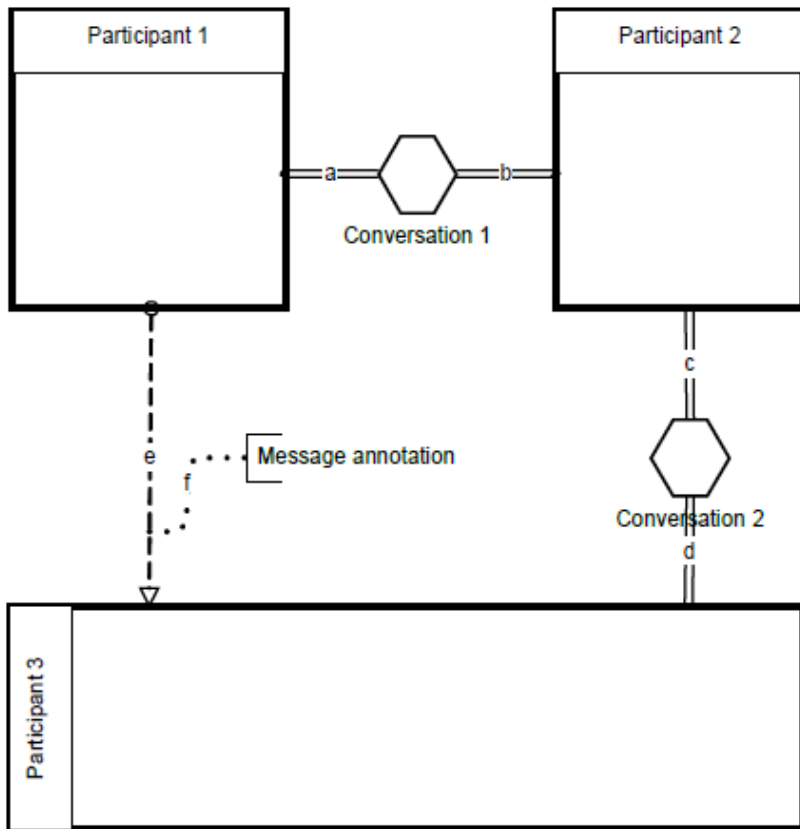 Participant 1
Participant 2
a
b
Conversation 1
c
e
Message annotation
f
Conversation 2
d
Participant 3